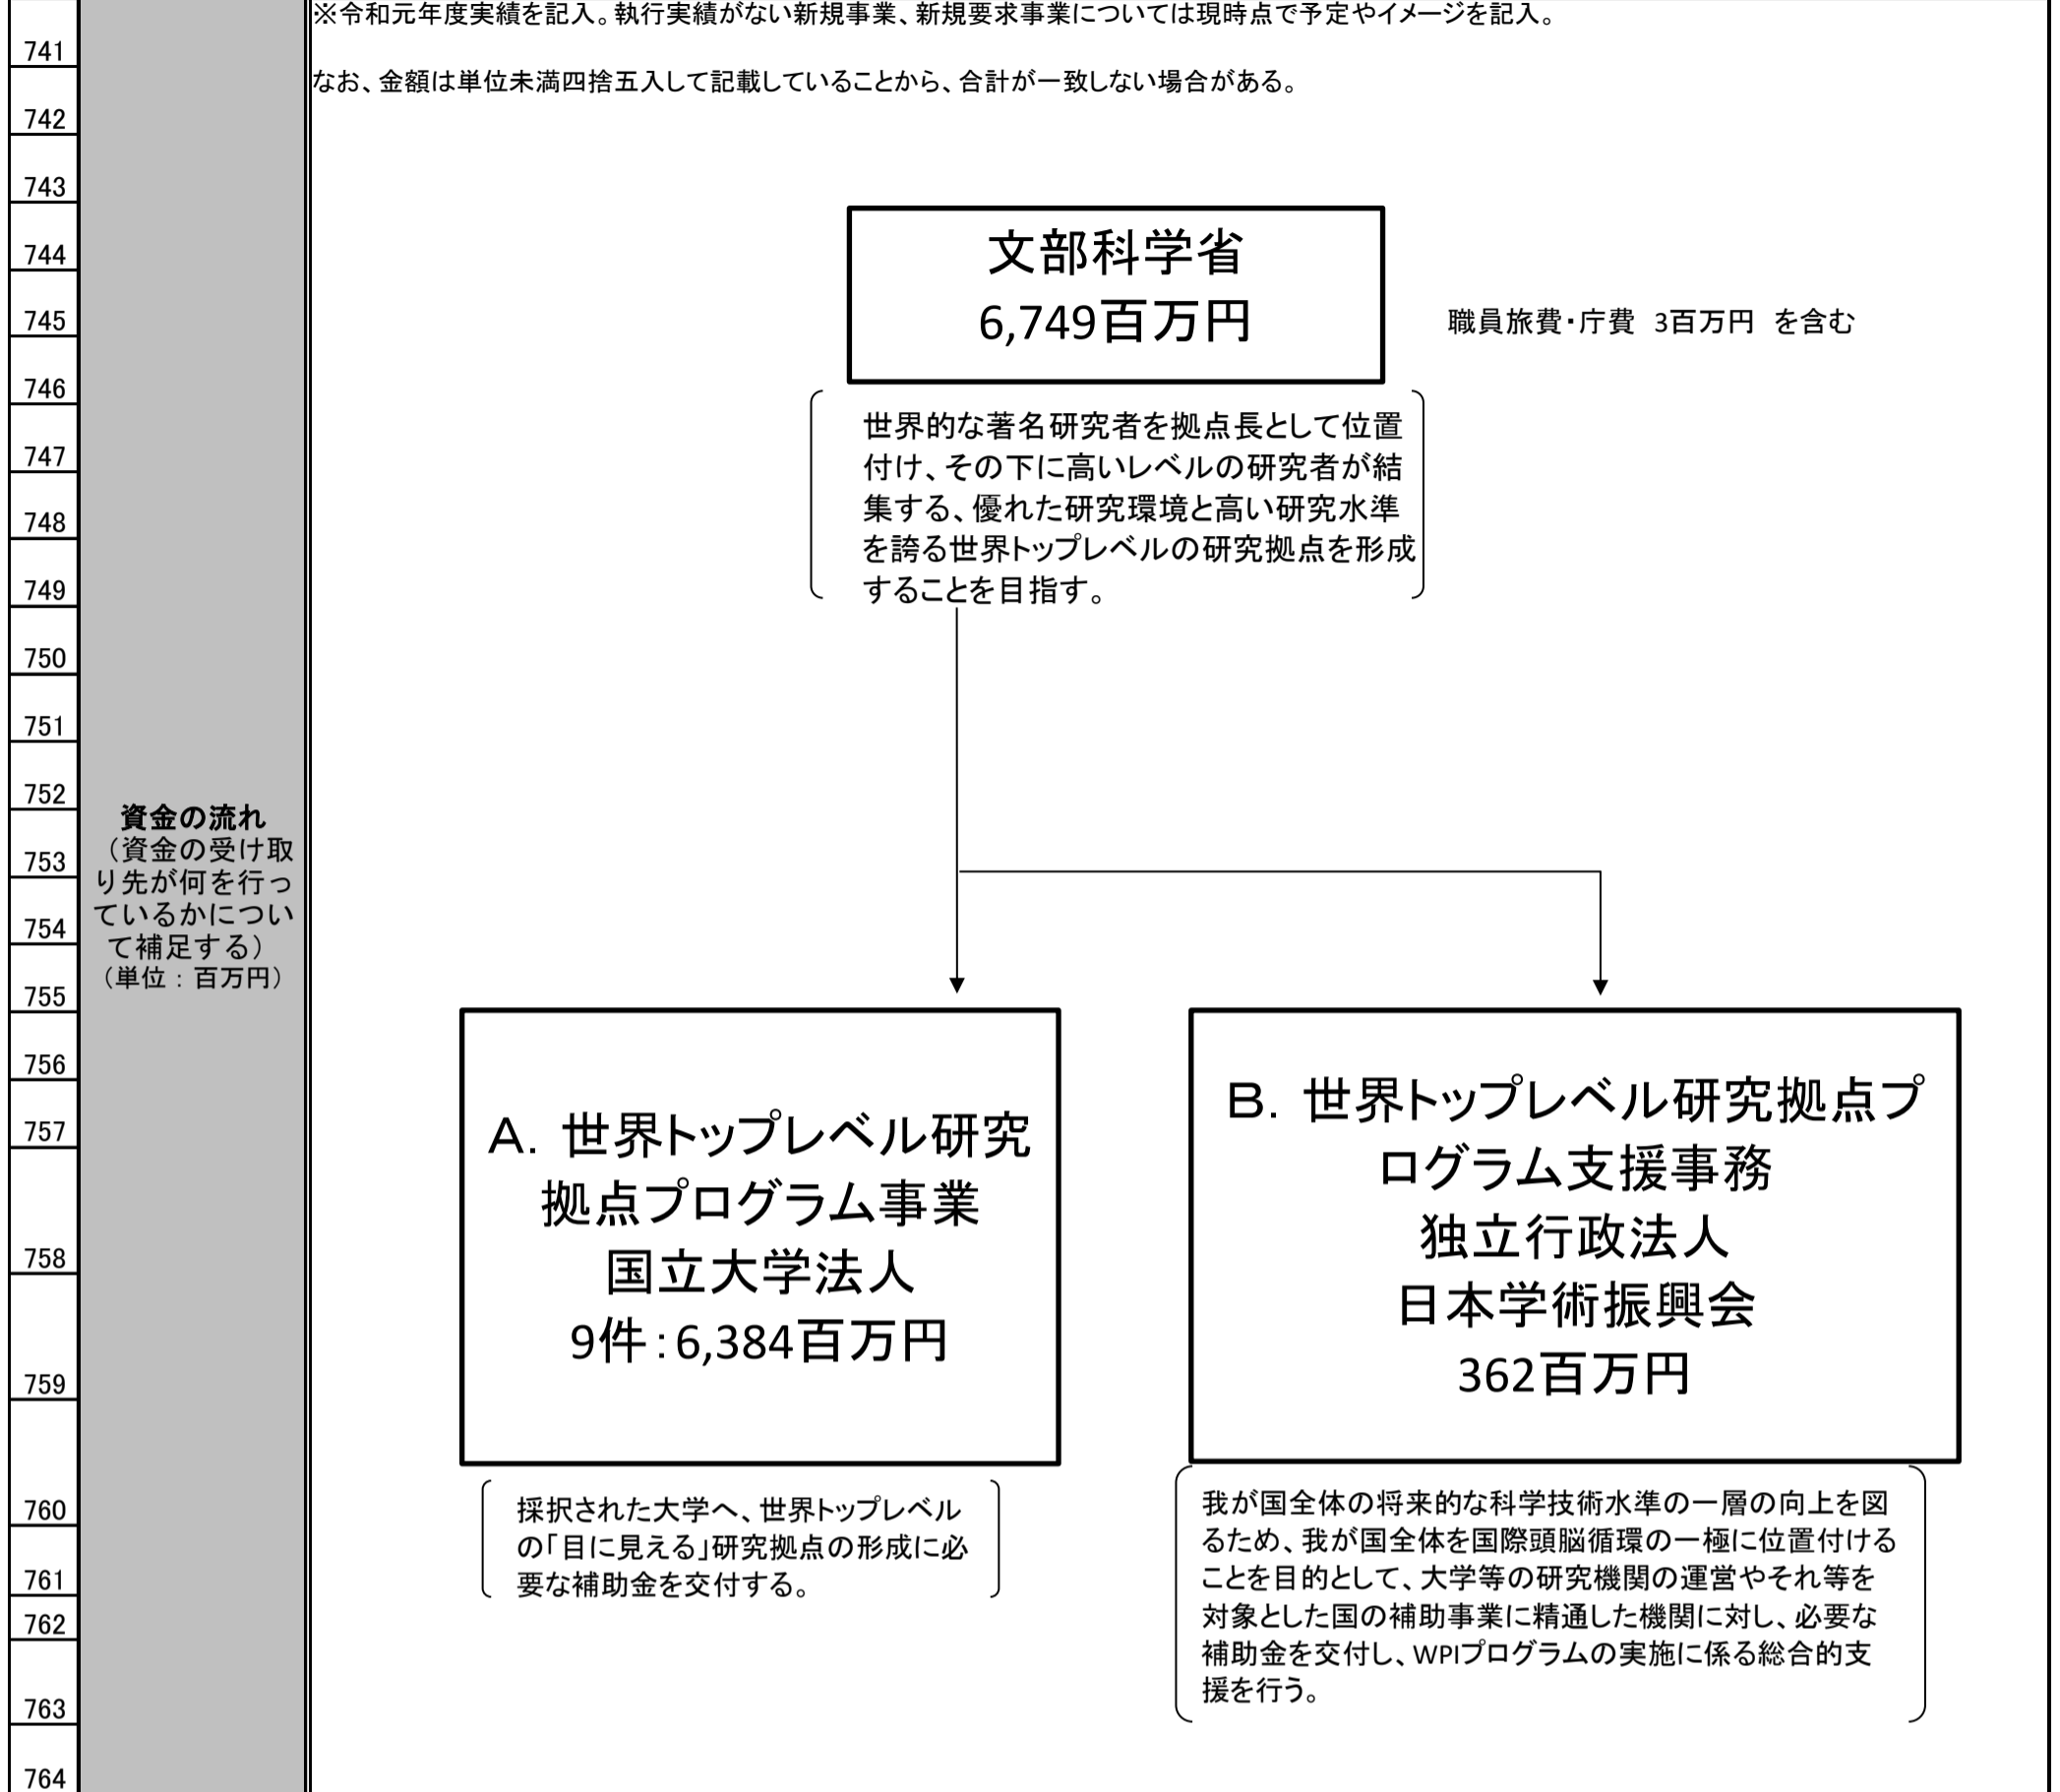 ※令和元年度実績を記入。執行実績がない新規事業、新規要求事業については現時点で予定やイメージを記入。
なお、金額は単位未満四捨五入して記載していることから、合計が一致しない場合がある。
741
742
743
744
745
746
747
748
749
750
751
752
753
754
755
756
757
758
759
760
761
762
763
764
資金の流れ
（資金の受け取
り先が何を行っ
ているかについ
て補足する）
（単位：百万円）
文部科学省
6,749百万円
職員旅費・庁費 3百万円 を含む
世界的な著名研究者を拠点長として位置
付け、その下に高いレベルの研究者が結
集する、優れた研究環境と高い研究水準
を誇る世界トップレベルの研究拠点を形成
することを目指す。
A. 世界トップレベル研究
拠点プログラム事業
国立大学法人
9件：6,384百万円
採択された大学へ、世界トップレベル
の「目に見える」研究拠点の形成に必
要な補助金を交付する。
B. 世界トップレベル研究拠点プ
ログラム支援事務
独立行政法人
日本学術振興会
362百万円
我が国全体の将来的な科学技術水準の一層の向上を図
るため、我が国全体を国際頭脳循環の一極に位置付ける
ことを目的として、大学等の研究機関の運営やそれ等を
対象とした国の補助事業に精通した機関に対し、必要な
補助金を交付し、WPIプログラムの実施に係る総合的支
援を行う。